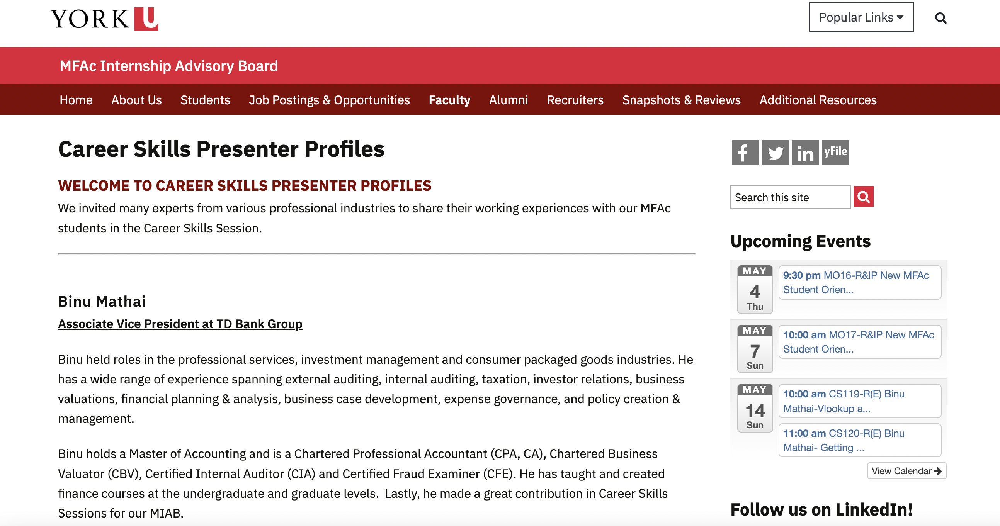 YORK U
Popular Links
MFAc Internship Advisory Board
Home About Us Students Job Postings & Opportunities Faculty Alumni Recruiters Snapshots & Reviews Additional Resources
Career Skills Presenter Profiles
WELCOME TO CAREER SKILLS PRESENTER PROFILES
We invited many experts from various professional industries to share their working experiences with our MFAc
students in the Career Skills Session.
Binu Mathai
Associate Vice President at TD Bank Group
Binu held roles in the professional services, investment management and consumer packaged goods industries. He
has a wide range of experience spanning external auditing, internal auditing, taxation, investor relations, business
valuations, financial planning & analysis, business case development, expense governance, and policy creation &
management.
Binu holds a Master of Accounting and is a Chartered Professional Accountant (CPA, CA), Chartered Business
Valuator (CBV), Certified Internal Auditor (CIA) and Certified Fraud Examiner (CFE). He has taught and created
finance courses at the undergraduate and graduate levels.  Lastly, he made a great contribution in Career Skills
Sessions for our MIAB.
f in yFile
Search this site
Upcoming Events
MAY
4
Thu
9:30 pm MO16-R&IP New MFAc
Student Orien...
MAY
7
Sun
10:00 am MO17-R&IP New MFAc
Student Orien...
MAY
14
Sun
10:00 am CS119-R(E) Binu
Mathai-Vlookup a...
11:00 am CS120-R(E) Binu
Mathai- Getting ...
View Calendar
Follow us on LinkedIn!